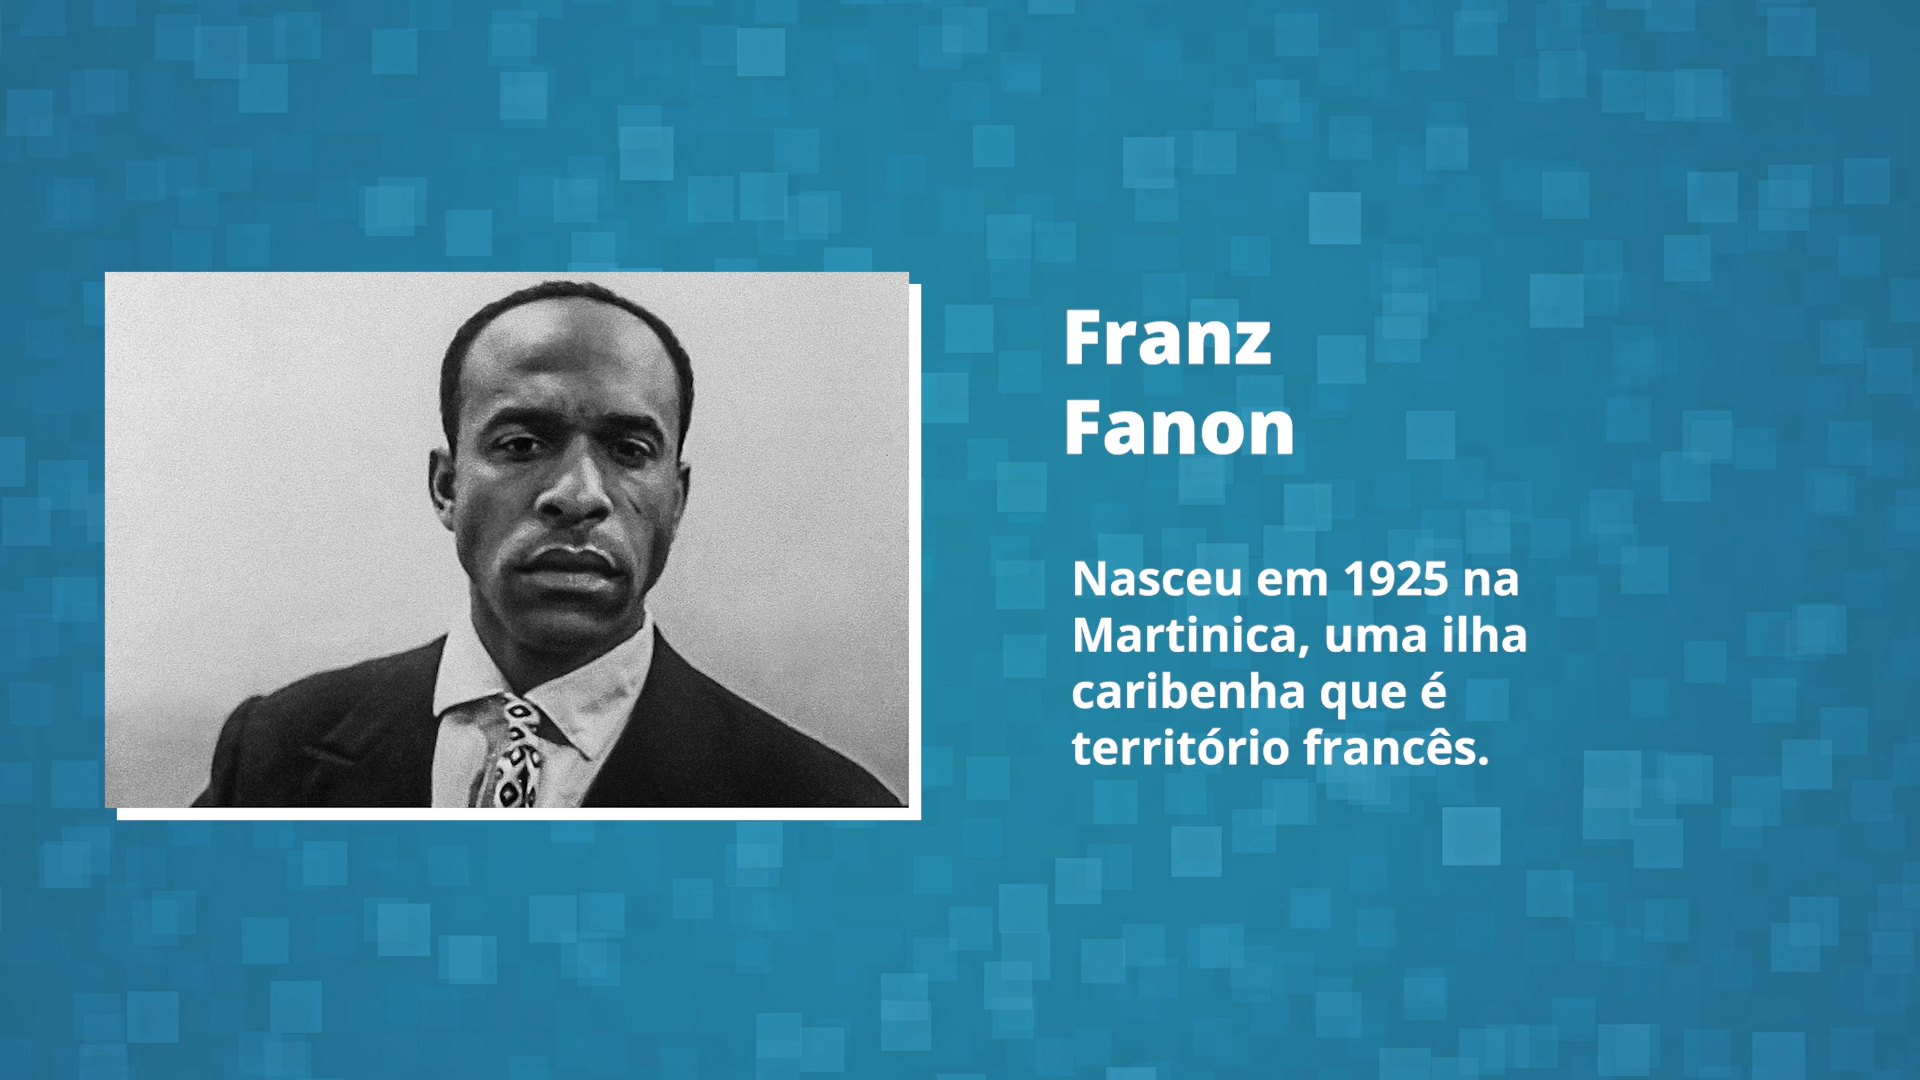 Franz
Fanon
Nasceu em 1925 na
Martinica, uma ilha
caribenha que é
território francês.